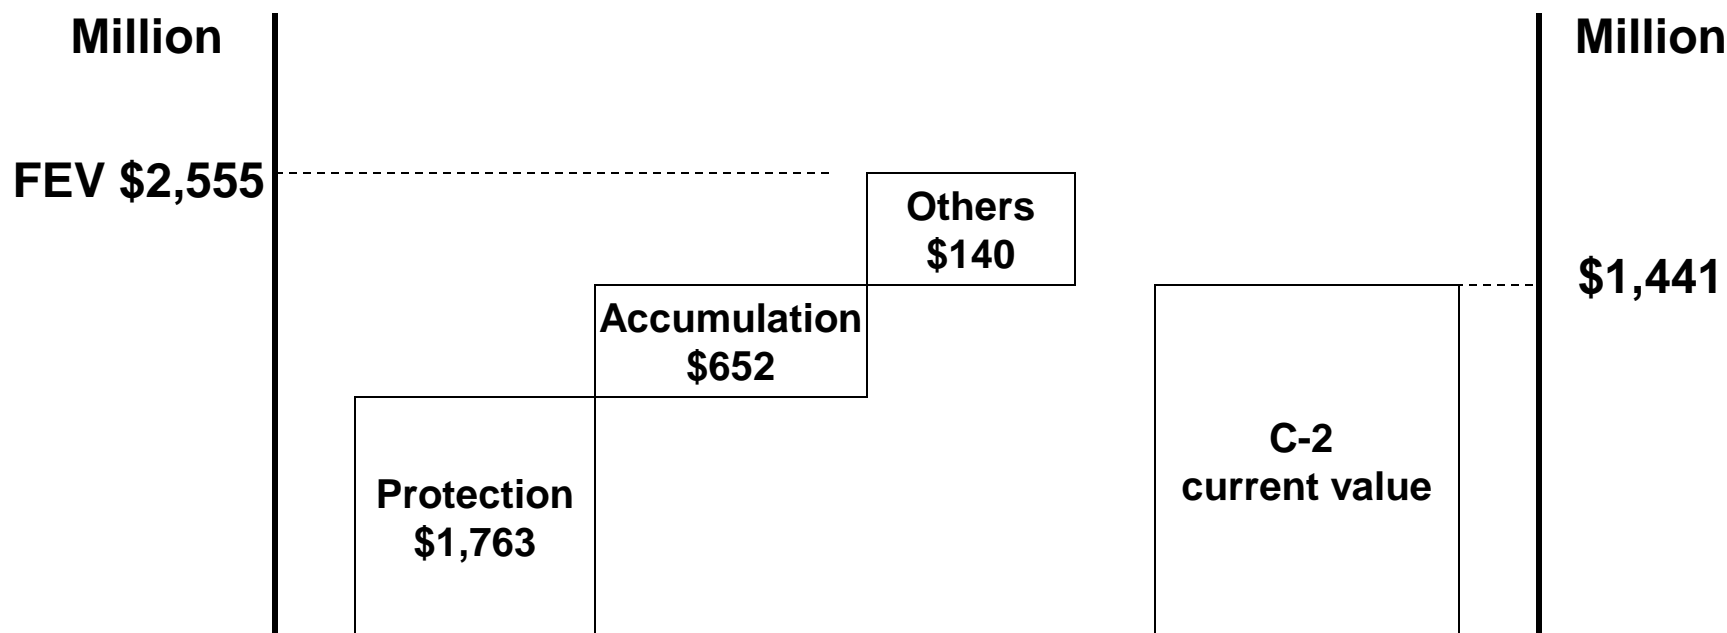 Million
Million
FEV $2,555
Others
$140
$1,441
Accumulation
$652
C-2
current value
Protection
$1,763